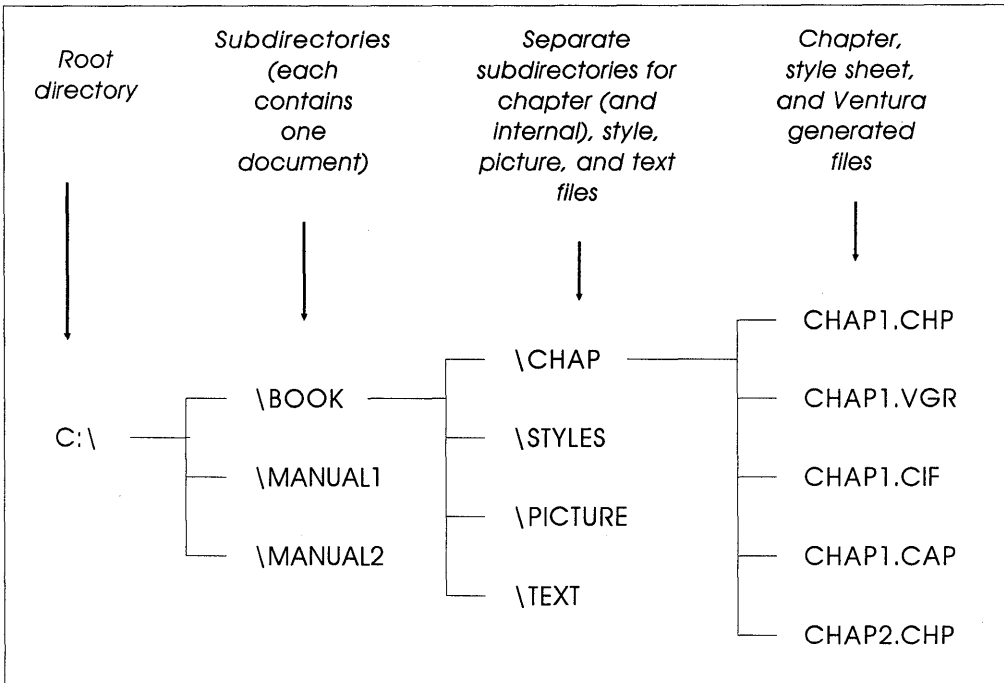 Root
directory
Subdirectories
(each
contains
one
document)
Separate
subdirectories for
chapter (and
internal), style,
picture, and text
files
Chapter,
style sheet,
and Ventura
generated
files
C:\
\BOOK
\MANUAL1
\MANUAL2
\CHAP
\STYLES
\PICTURE
\TEXT
CHAP1.CHP
CHAP1.VGR
CHAP1.CIF
CHAP1.CAP
CHAP2.CHP